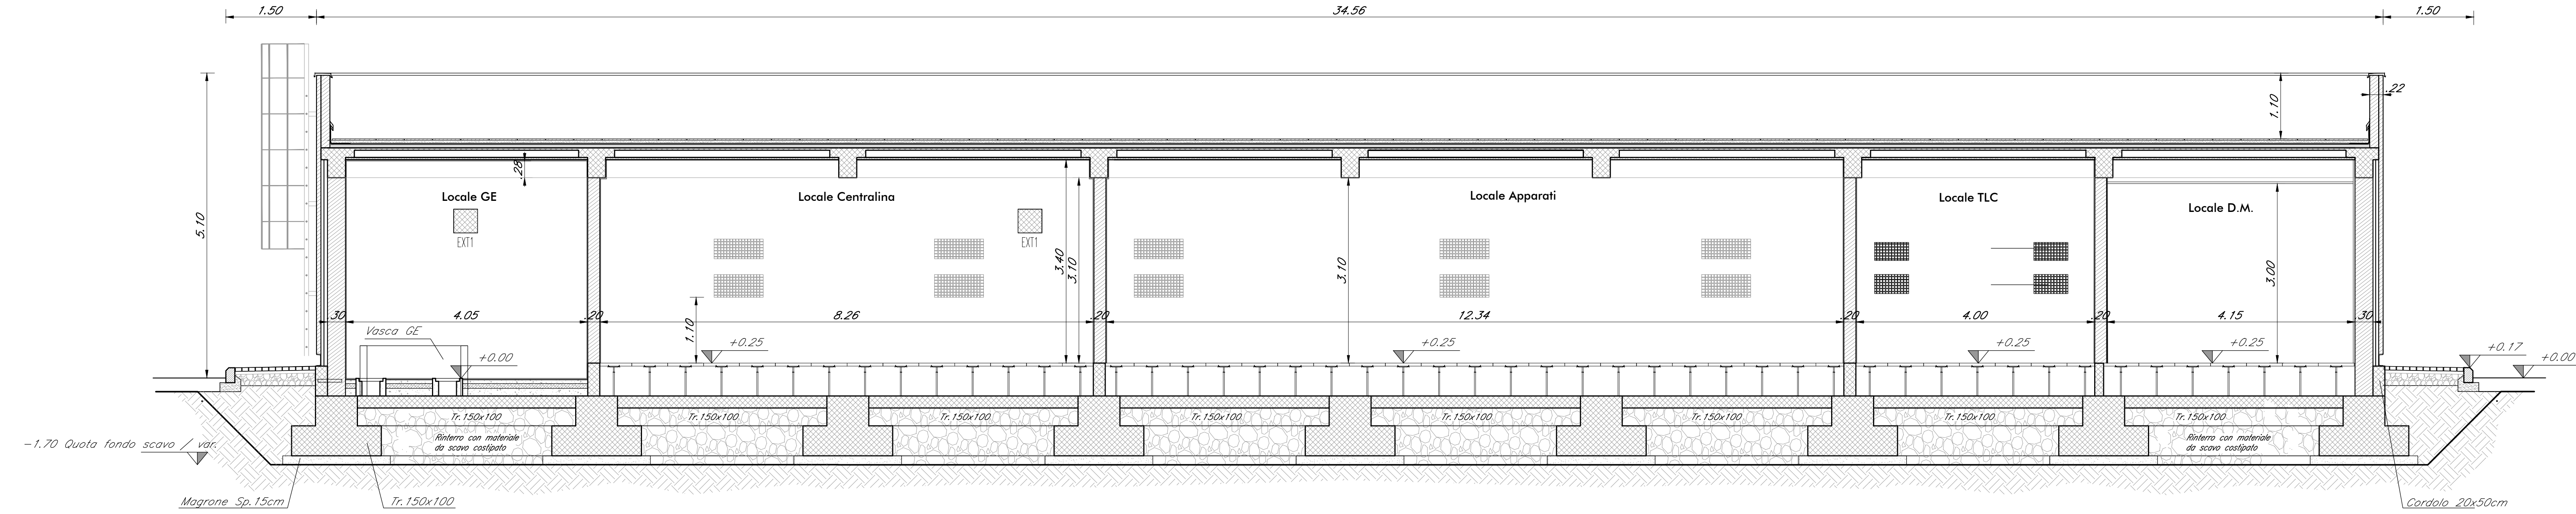 1.50
34.56
1.50
.22
1.10
5.10
.28
Locale GE
Locale Centralina
Locale Apparati
Locale TLC
Locale D.M.
EXT1
EXT1
3.40
3.10
3.10
3.00
1.10
.30
4.05
.20
8.26
.20
12.34
.20
4.00
.20
4.15
.30
Vasca GE
+0.00
+0.25
+0.25
+0.25
+0.25
+0.17
+0.00
Tr.150x100
Tr.150x100
Tr.150x100
Tr.150x100
Tr.150x100
Tr.150x100
Tr.150x100
Tr.150x100
-1.70 Quota fondo scavo / var.
Rinterro con materiale
da scavo costipato
Rinterro con materiale
da scavo costipato
Magrone Sp.15cm
Tr.150x100
Cordolo 20x50cm